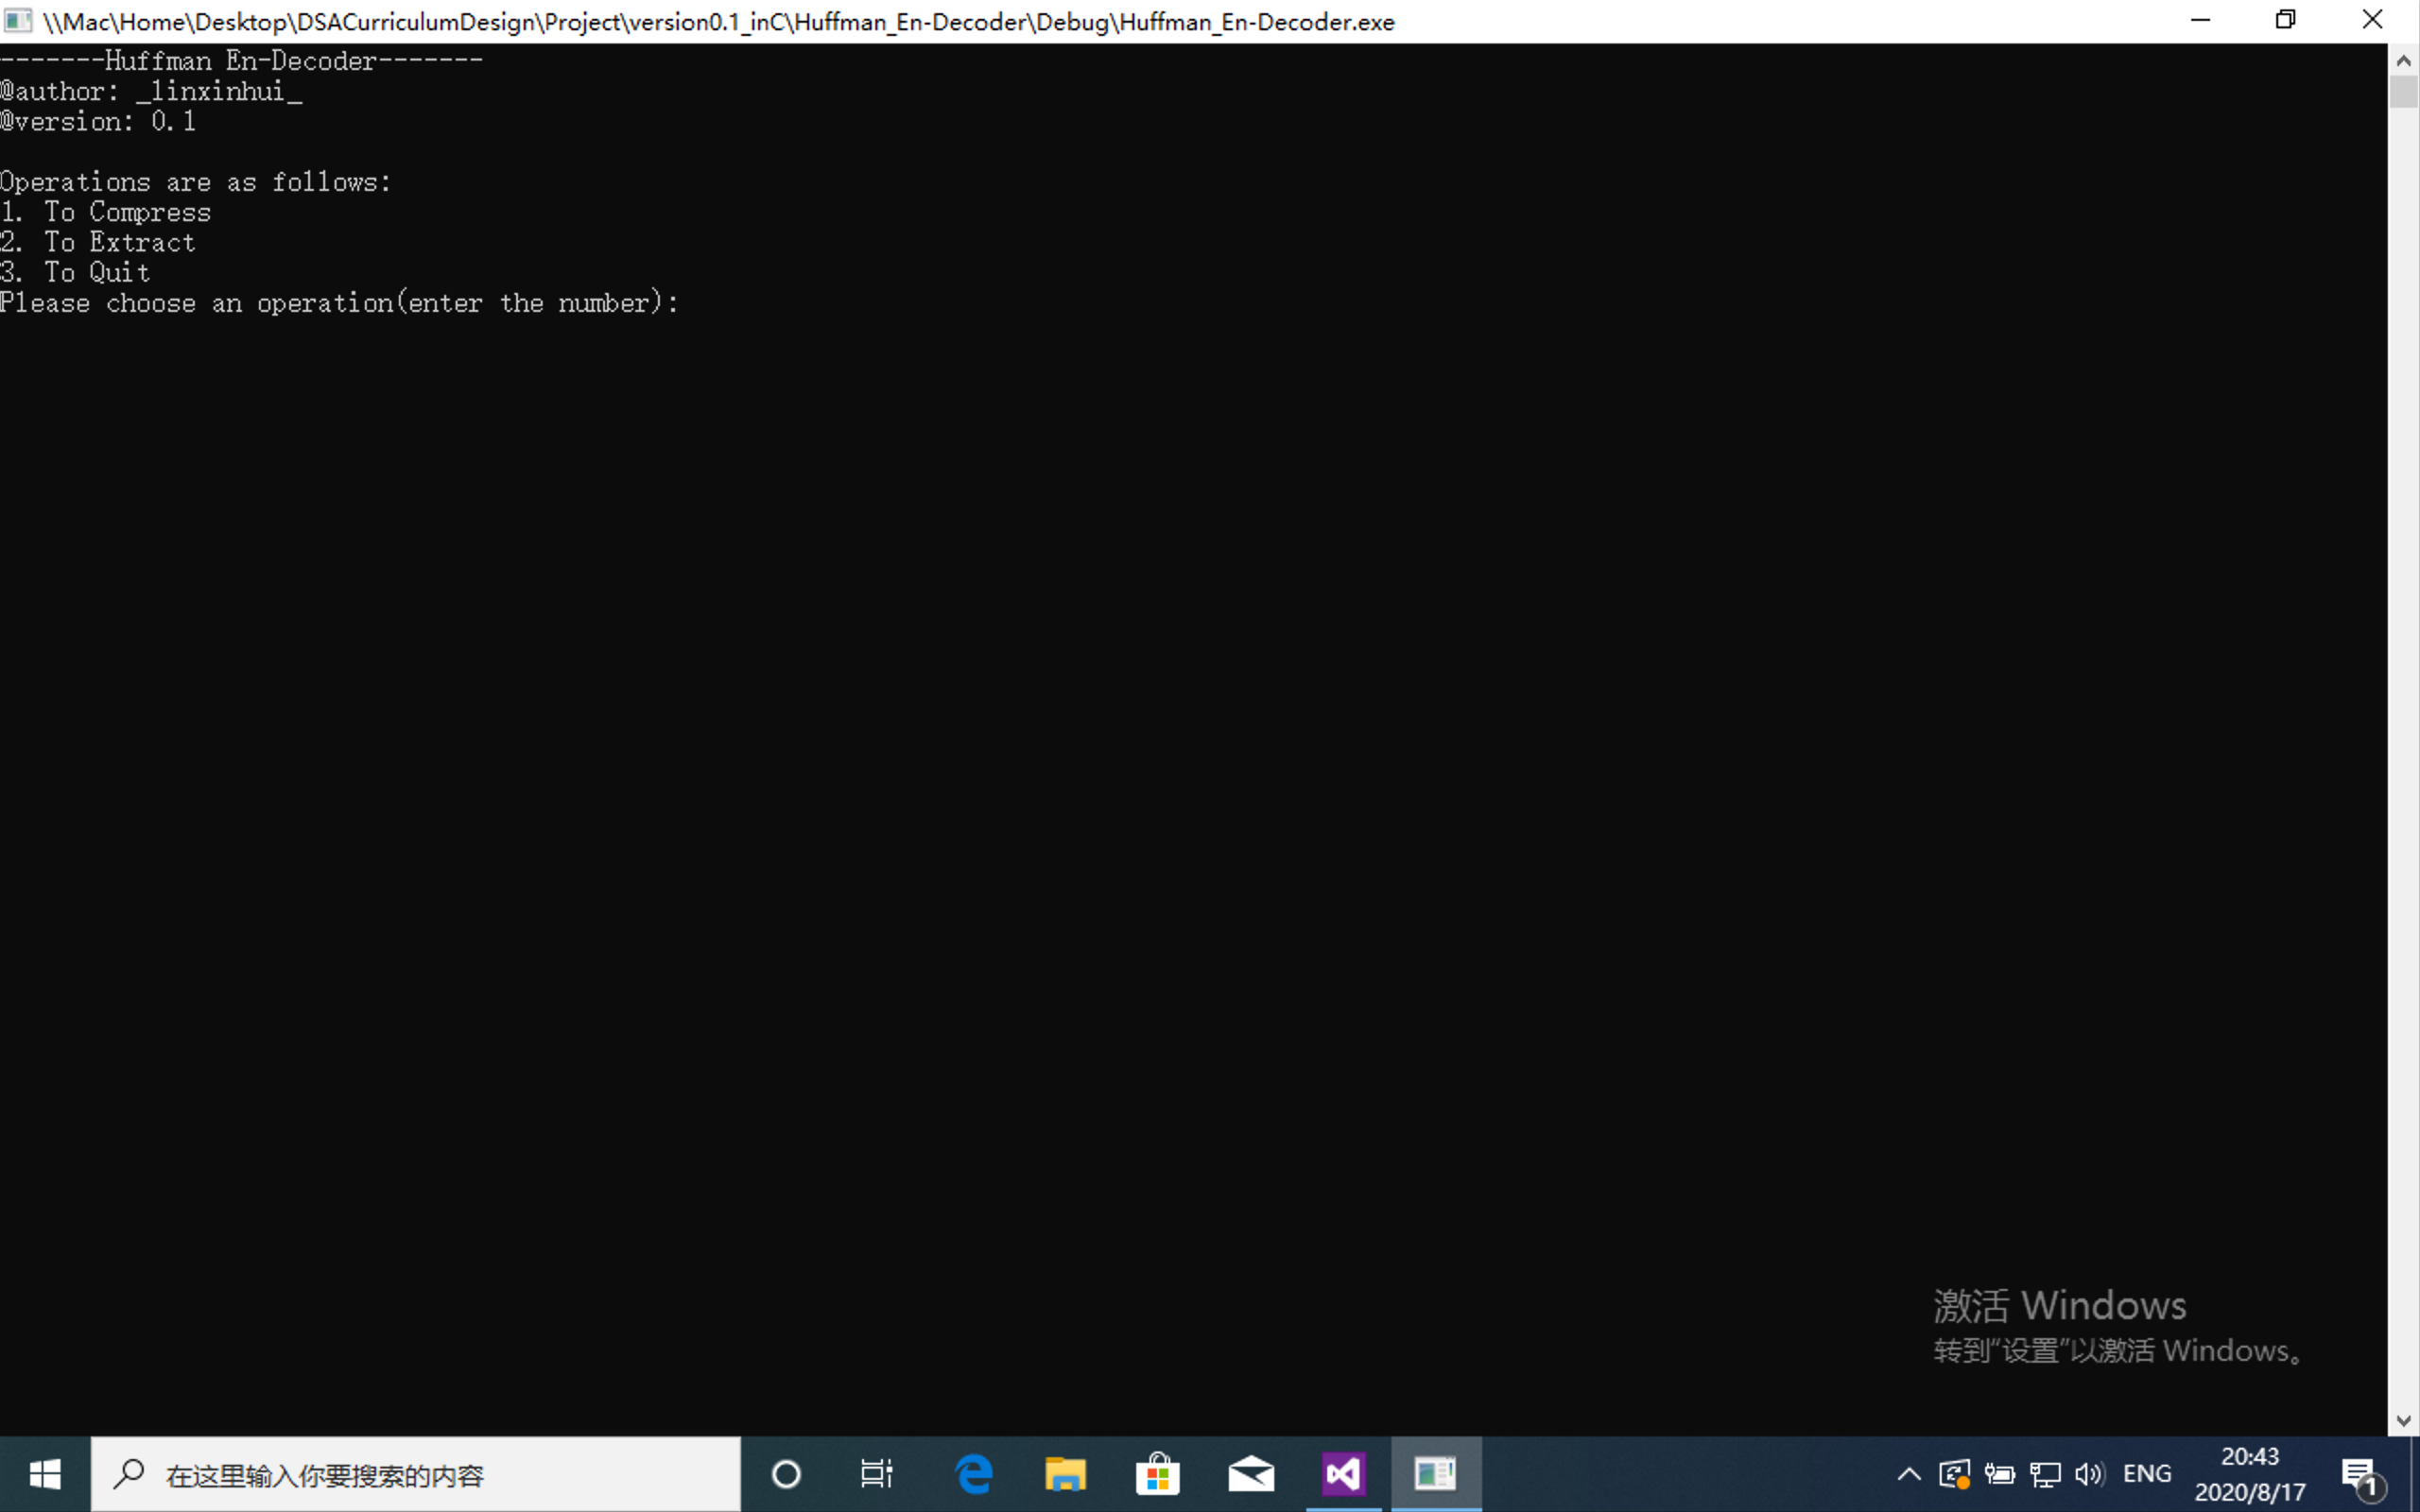 \\Mac\Home\Desktop\DSACurriculumDesign\Project\version0.1_inC\Huffman_En-Decoder\Debug\Huffman_En-Decoder.exe
-------Huffman En-Decoder-------
@author: _linxinhui_
@version: 0.1
Operations are as follows:
1. To Compress
2. To Extract
3. To Quit
Please choose an operation(enter the number):
激活 Windows
转到“设置”以激活 Windows。
在这里输入你要搜索的内容
ENG
20:43
2020/8/17
1